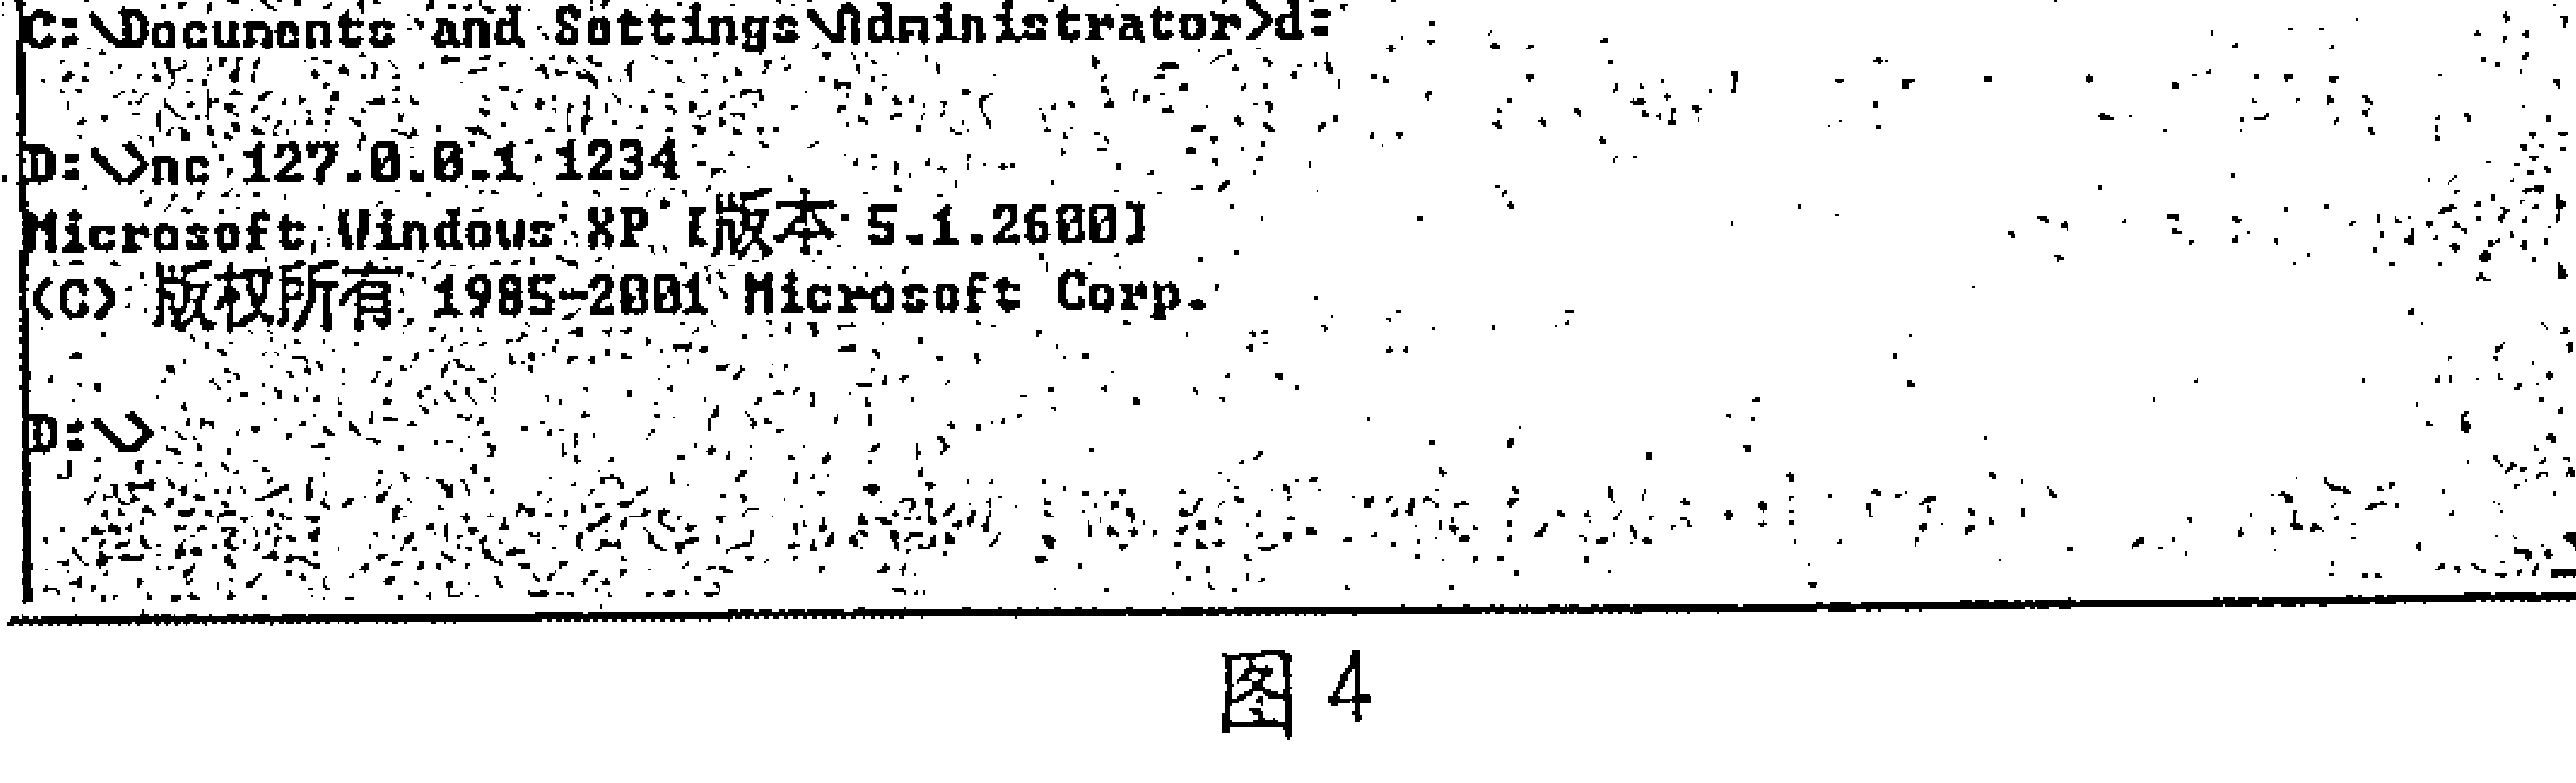 C:\Documents and Settings\Administrator>d:
D:\>nc 127.0.0.1 1234
Microsoft Windows XP [版本 5.1.2600]
(C) 版权所有 1985-2001 Microsoft Corp.
D:\>
图 4